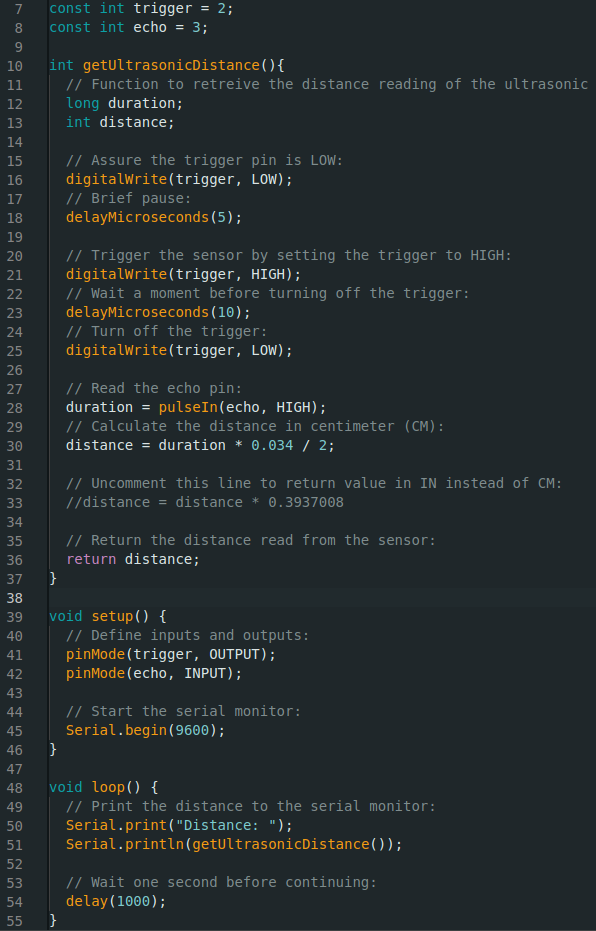 7 const int trigger = 2;
8 const int echo = 3;
9
10 int getUltrasonicDistance(){
11   // Function to retreive the distance reading of the ultrasonic
12   long duration;
13   int distance;
14
15   // Assure the trigger pin is LOW:
16   digitalWrite(trigger, LOW);
17   // Brief pause:
18   delayMicroseconds(5);
19
20   // Trigger the sensor by setting the trigger to HIGH:
21   digitalWrite(trigger, HIGH);
22   // Wait a moment before turning off the trigger:
23   delayMicroseconds(10);
24   // Turn off the trigger:
25   digitalWrite(trigger, LOW);
26
27   // Read the echo pin:
28   duration = pulseIn(echo, HIGH);
29   // Calculate the distance in centimeter (CM):
30   distance = duration * 0.034 / 2;
31
32   // Uncomment this line to return value in IN instead of CM:
33   //distance = distance * 0.3937008
34
35   // Return the distance read from the sensor:
36   return distance;
37 }
38
39 void setup() {
40   // Define inputs and outputs:
41   pinMode(trigger, OUTPUT);
42   pinMode(echo, INPUT);
43
44   // Start the serial monitor:
45   Serial.begin(9600);
46 }
47
48 void loop() {
49   // Print the distance to the serial monitor:
50   Serial.print("Distance: ");
51   Serial.println(getUltrasonicDistance());
52
53   // Wait one second before continuing:
54   delay(1000);
55 }